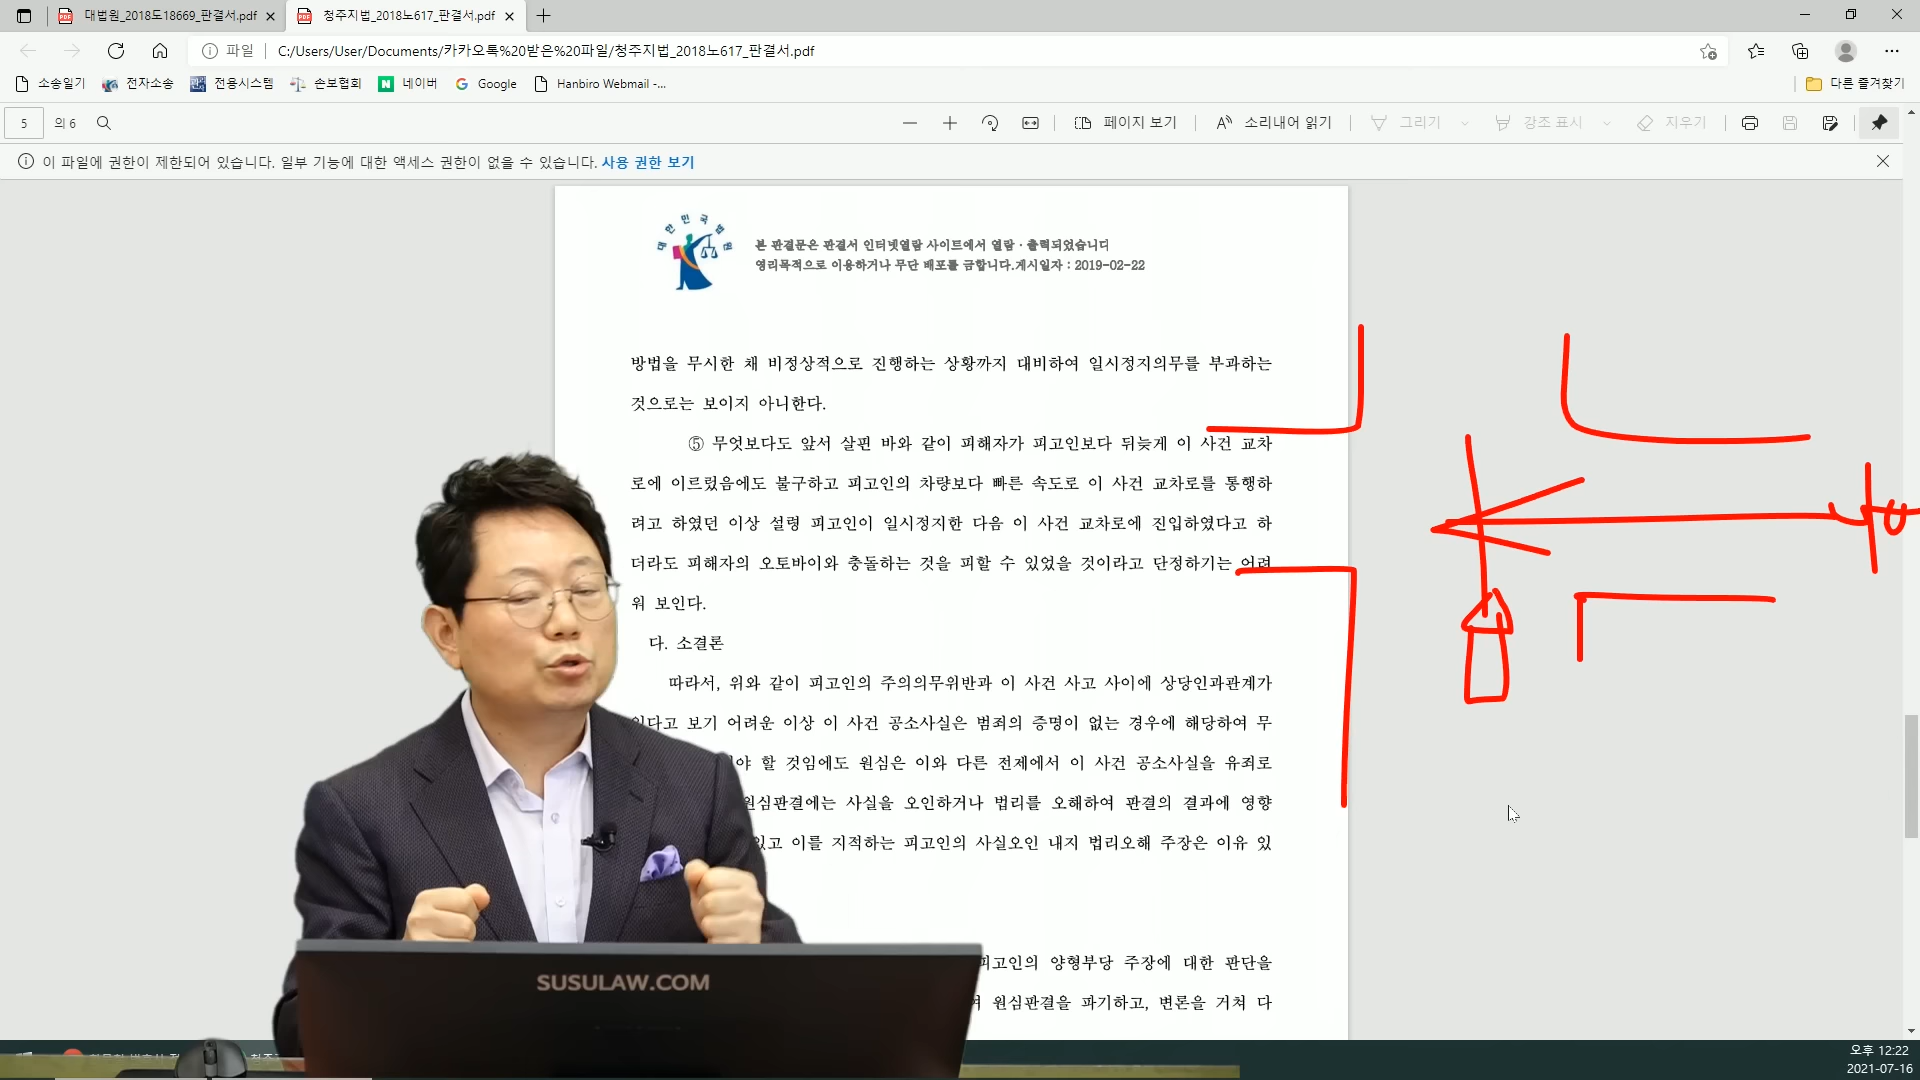 대법원_2018도18669_판결서.pdf
청주지법_2018노617_판결서.pdf
파일
C:/Users/User/Documents/카카오톡%20받은%20파일/청주지법_2018노617_판결서.pdf
소송일기 전자소송 전용시스템 손보협회 네이버 Google Hanbiro Webmail -...
다른 즐겨찾기
5 의 6
페이지 보기 소리내어 읽기 그리기 강조 표시 지우기
이 파일에 권한이 제한되어 있습니다. 일부 기능에 대한 액세스 권한이 없을 수 있습니다. 사용 권한 보기
대한민국법원
본 판결문은 판결서 인터넷열람 사이트에서 열람·출력되었습니다
영리목적으로 이용하거나 무단 배포를 금합니다.게시일자 : 2019-02-22
방법을 무시한 채 비정상적으로 진행하는 상황까지 대비하여 일시정지의무를 부과하는
것으로는 보이지 아니한다.
⑤ 무엇보다도 앞서 살핀 바와 같이 피해자가 피고인보다 뒤늦게 이 사건 교차
로에 이르렀음에도 불구하고 피고인의 차량보다 빠른 속도로 이 사건 교차로를 통행하
려고 하였던 이상 설령 피고인이 일시정지한 다음 이 사건 교차로에 진입하였다고 하
더라도 피해자의 오토바이와 충돌하는 것을 피할 수 있었을 것이라고 단정하기는 어려
워 보인다.
다. 소결론
따라서, 위와 같이 피고인의 주의의무위반과 이 사건 사고 사이에 상당인과관계가
있다고 보기 어려운 이상 이 사건 공소사실은 범죄의 증명이 없는 경우에 해당하여 무
야 할 것임에도 원심은 이와 다른 전제에서 이 사건 공소사실을 유죄로
원심판결에는 사실을 오인하거나 법리를 오해하여 판결의 결과에 영향
있고 이를 지적하는 피고인의 사실오인 내지 법리오해 주장은 이유 있
피고인의 양형부당 주장에 대한 판단을
원심판결을 파기하고, 변론을 거쳐 다
SUSULAW.COM
오후 12:22
2021-07-16